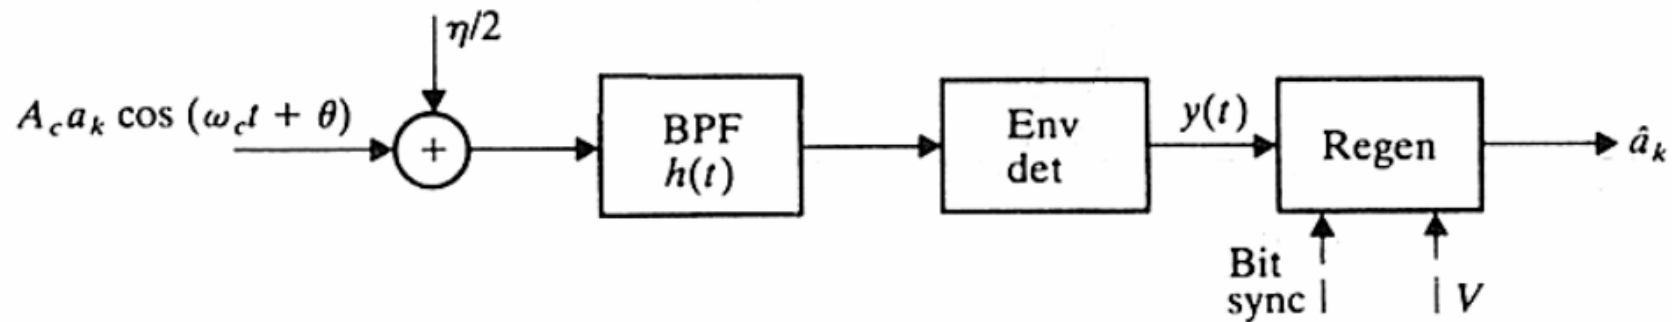 η/2
A_c a_k cos (ω_c t + θ)
+
BPF
h(t)
Env
det
y(t)
Regen
â_k
Bit
sync
V